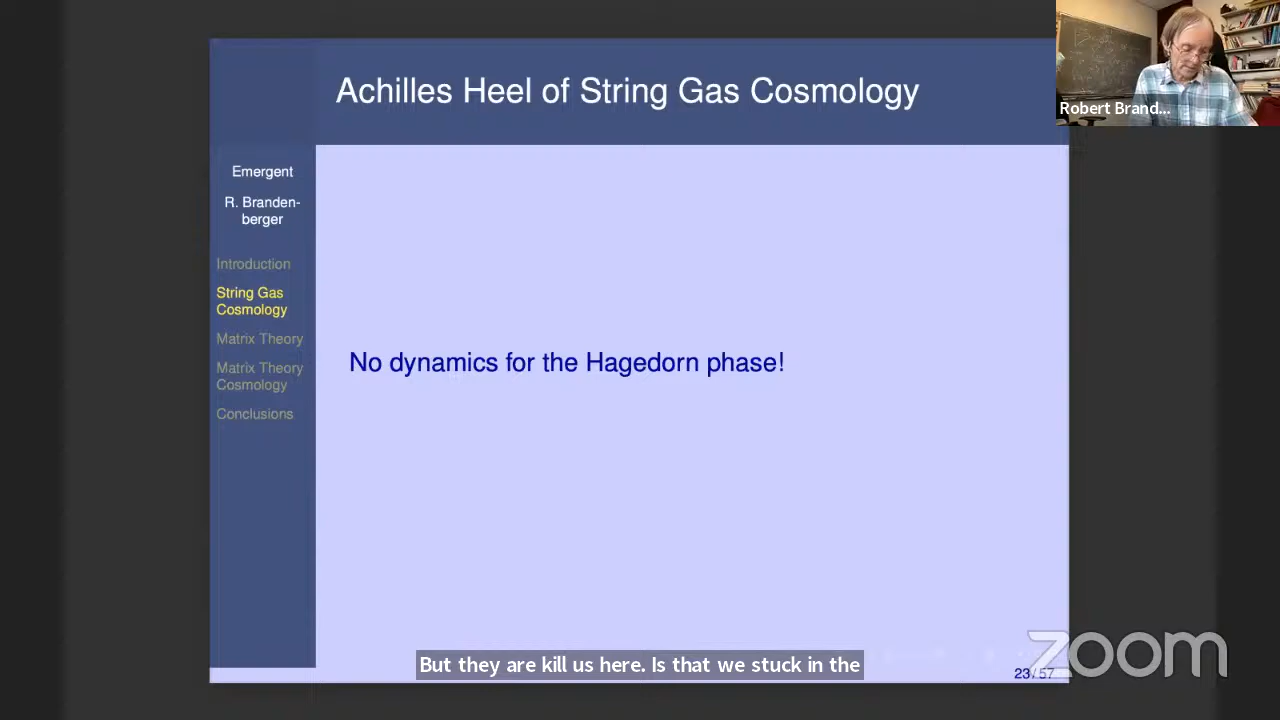 Achilles Heel of String Gas Cosmology
Robert Brand...
Emergent
R. Branden-
berger
Introduction
String Gas
Cosmology
Matrix Theory
Matrix Theory
Cosmology
Conclusions
No dynamics for the Hagedorn phase!
But they are kill us here. Is that we stuck in the
23/57
zoom